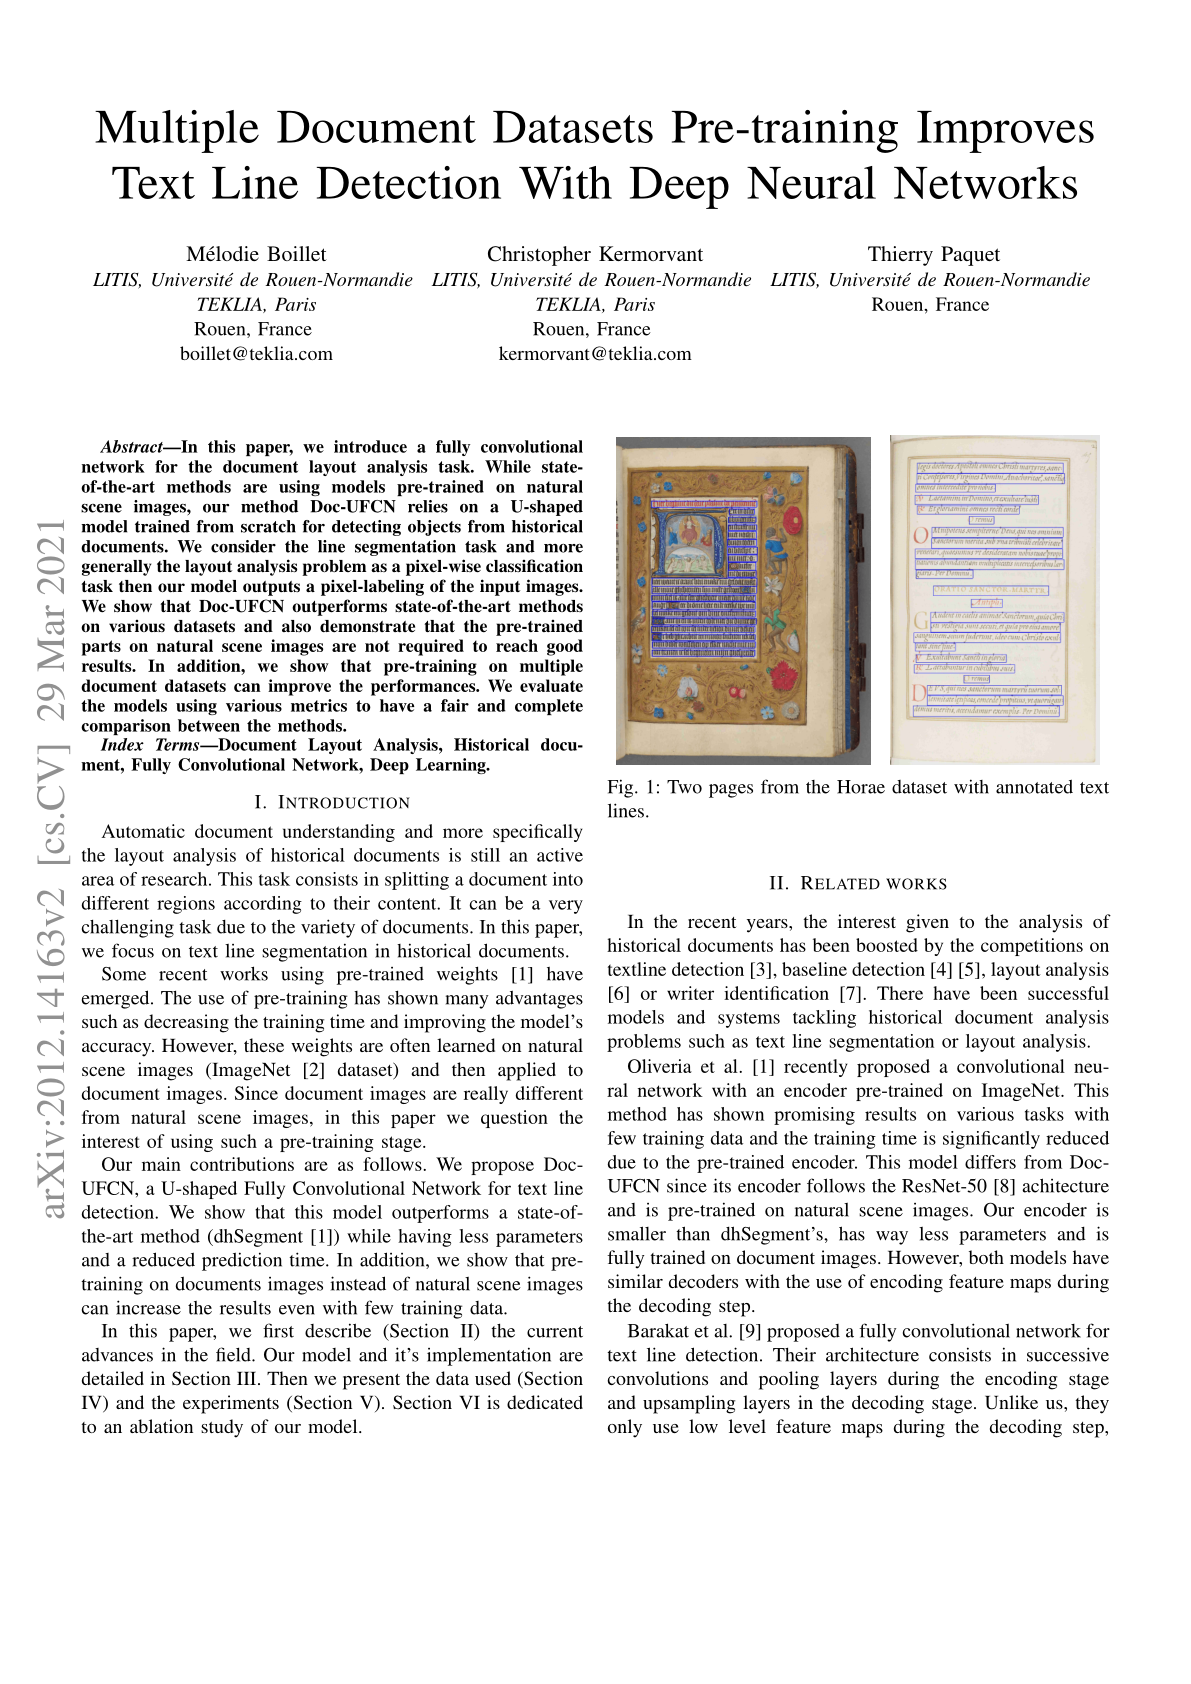 Multiple Document Datasets Pre-training Improves
Text Line Detection With Deep Neural Networks
Mélodie Boillet
LITIS, Université de Rouen-Normandie
TEKLIA, Paris
Rouen, France
boillet@teklia.com
Christopher Kermorvant
LITIS, Université de Rouen-Normandie
TEKLIA, Paris
Rouen, France
kermorvant@teklia.com
Thierry Paquet
LITIS, Université de Rouen-Normandie
Rouen, France
arXiv:2012.14163v2 [cs.CV] 29 Mar 2021
Abstract—In this paper, we introduce a fully convolutional
network for the document layout analysis task. While state-
of-the-art methods are using models pre-trained on natural
scene images, our method Doc-UFCN relies on a U-shaped
model trained from scratch for detecting objects from historical
documents. We consider the line segmentation task and more
generally the layout analysis problem as a pixel-wise classification
task then our model outputs a pixel-labeling of the input images.
We show that Doc-UFCN outperforms state-of-the-art methods
on various datasets and also demonstrate that the pre-trained
parts on natural scene images are not required to reach good
results. In addition, we show that pre-training on multiple
document datasets can improve the performances. We evaluate
the models using various metrics to have a fair and complete
comparison between the methods.
Index Terms—Document Layout Analysis, Historical docu-
ment, Fully Convolutional Network, Deep Learning.
I. INTRODUCTION
Automatic document understanding and more specifically
the layout analysis of historical documents is still an active
area of research. This task consists in splitting a document into
different regions according to their content. It can be a very
challenging task due to the variety of documents. In this paper,
we focus on text line segmentation in historical documents.
Some recent works using pre-trained weights [1] have
emerged. The use of pre-training has shown many advantages
such as decreasing the training time and improving the model's
accuracy. However, these weights are often learned on natural
scene images (ImageNet [2] dataset) and then applied to
document images. Since document images are really different
from natural scene images, in this paper we question the
interest of using such a pre-training stage.
Our main contributions are as follows. We propose Doc-
UFCN, a U-shaped Fully Convolutional Network for text line
detection. We show that this model outperforms a state-of-
the-art method (dhSegment [1]) while having less parameters
and a reduced prediction time. In addition, we show that pre-
training on documents images instead of natural scene images
can increase the results even with few training data.
In this paper, we first describe (Section II) the current
advances in the field. Our model and it's implementation are
detailed in Section III. Then we present the data used (Section
IV) and the experiments (Section V). Section VI is dedicated
to an ablation study of our model.
Fig. 1: Two pages from the Horae dataset with annotated text
lines.
II. RELATED WORKS
In the recent years, the interest given to the analysis of
historical documents has been boosted by the competitions on
textline detection [3], baseline detection [4] [5], layout analysis
[6] or writer identification [7]. There have been successful
models and systems tackling historical document analysis
problems such as text line segmentation or layout analysis.
Oliveria et al. [1] recently proposed a convolutional neu-
ral network with an encoder pre-trained on ImageNet. This
method has shown promising results on various tasks with
few training data and the training time is significantly reduced
due to the pre-trained encoder. This model differs from Doc-
UFCN since its encoder follows the ResNet-50 [8] achitecture
and is pre-trained on natural scene images. Our encoder is
smaller than dhSegment's, has way less parameters and is
fully trained on document images. However, both models have
similar decoders with the use of encoding feature maps during
the decoding step.
Barakat et al. [9] proposed a fully convolutional network for
text line detection. Their architecture consists in successive
convolutions and pooling layers during the encoding stage
and upsampling layers in the decoding stage. Unlike us, they
only use low level feature maps during the decoding step,